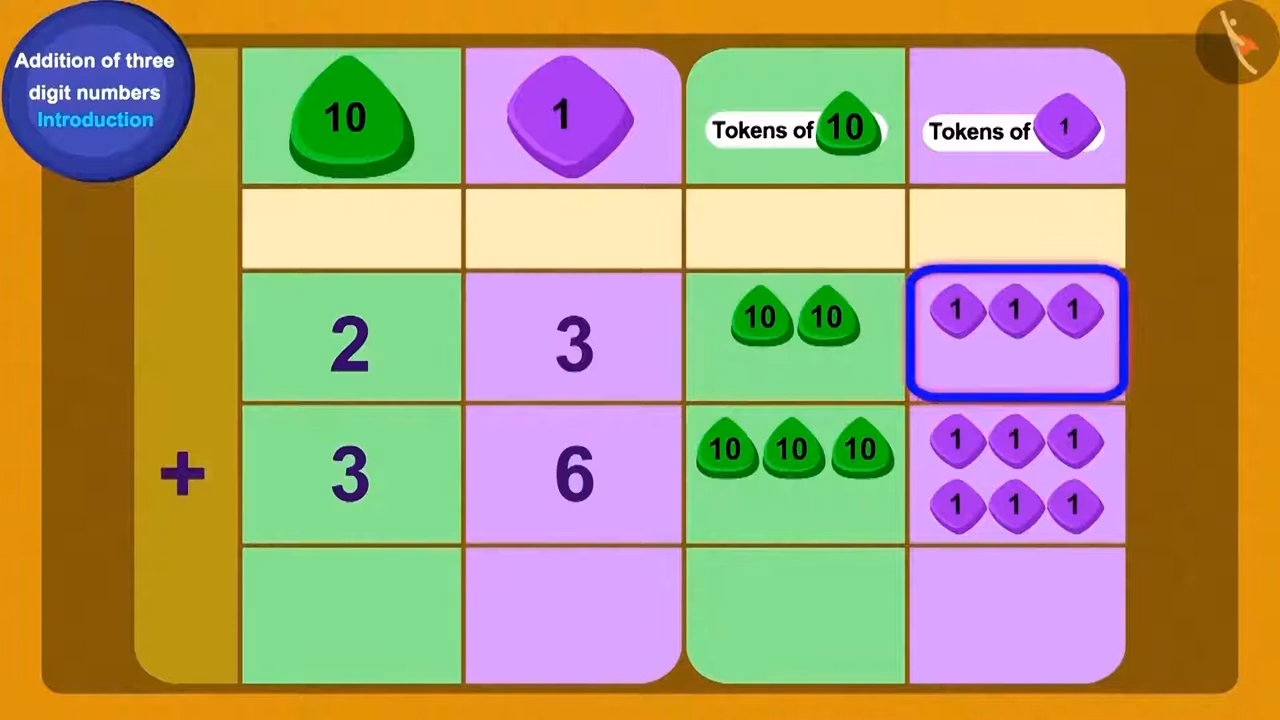 Addition of three
digit numbers
Introduction
10 1 Tokens of 10 Tokens of 1
2 3 10 10 1 1 1
+ 3 6 10 10 10 1 1 1
1 1 1